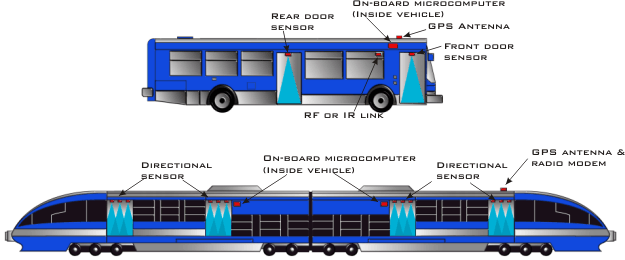 On-board microcomputer
(Inside vehicle)
Rear door
sensor
GPS Antenna
Front door
sensor
RF or IR link
Directional
sensor
On-board microcomputer
(Inside vehicle)
Directional
sensor
GPS antenna &
radio modem